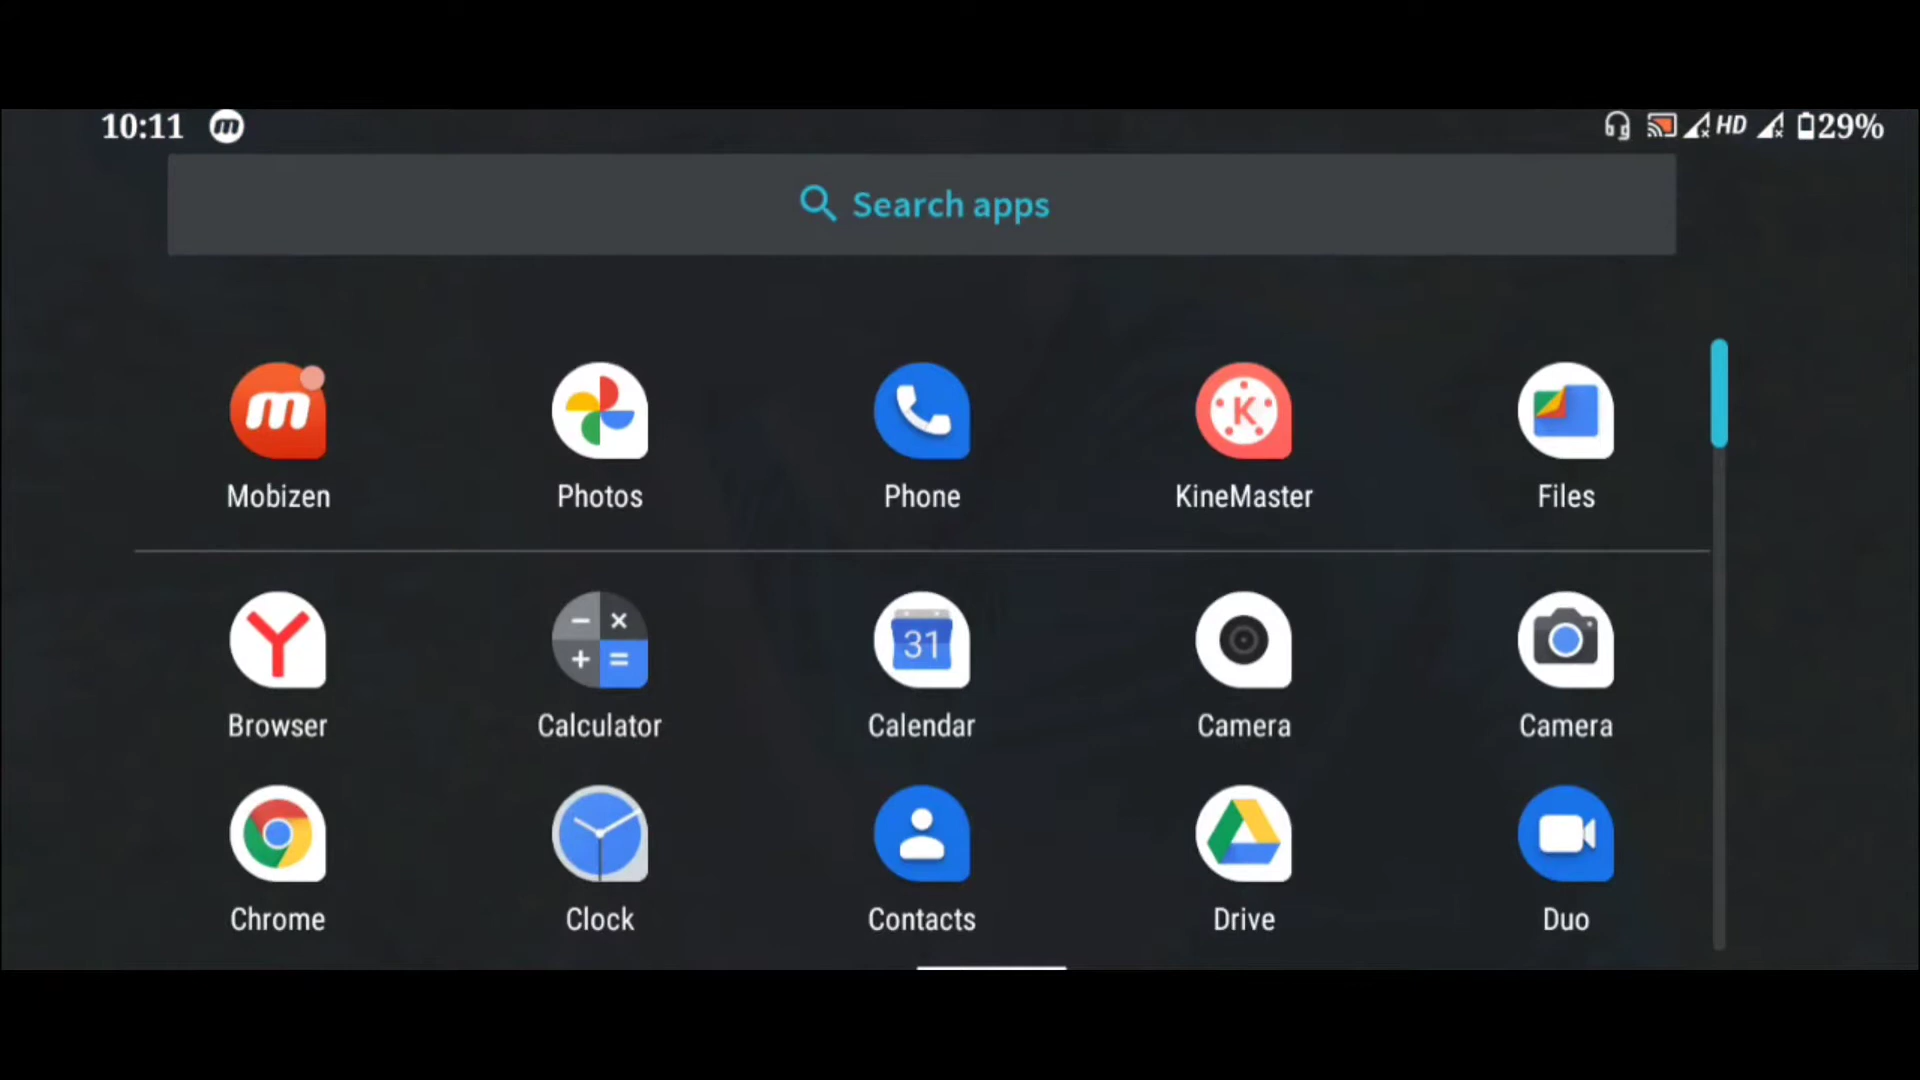 10:11 m HD 29%
Search apps
m K
Mobizen Photos Phone KineMaster Files
Y − × + = 31
Browser Calculator Calendar Camera Camera
Chrome Clock Contacts Drive Duo